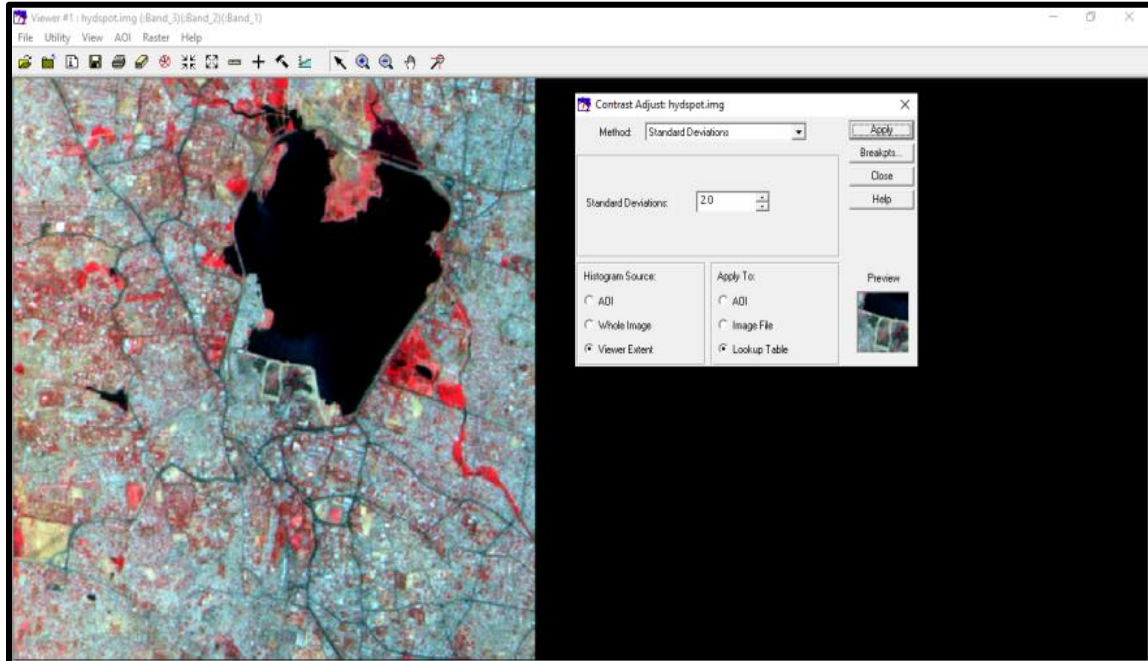 Viewer #1 : hydspot.img (:Band_3)(:Band_2)(:Band_1)
File Utility View AOI Raster Help
Contrast Adjust: hydspot.img
Method: Standard Deviations
Apply
Breakpts...
Close
Help
Standard Deviations: 2.0
Histogram Source:
AOI
Whole Image
Viewer Extent
Apply To:
AOI
Image File
Lookup Table
Preview